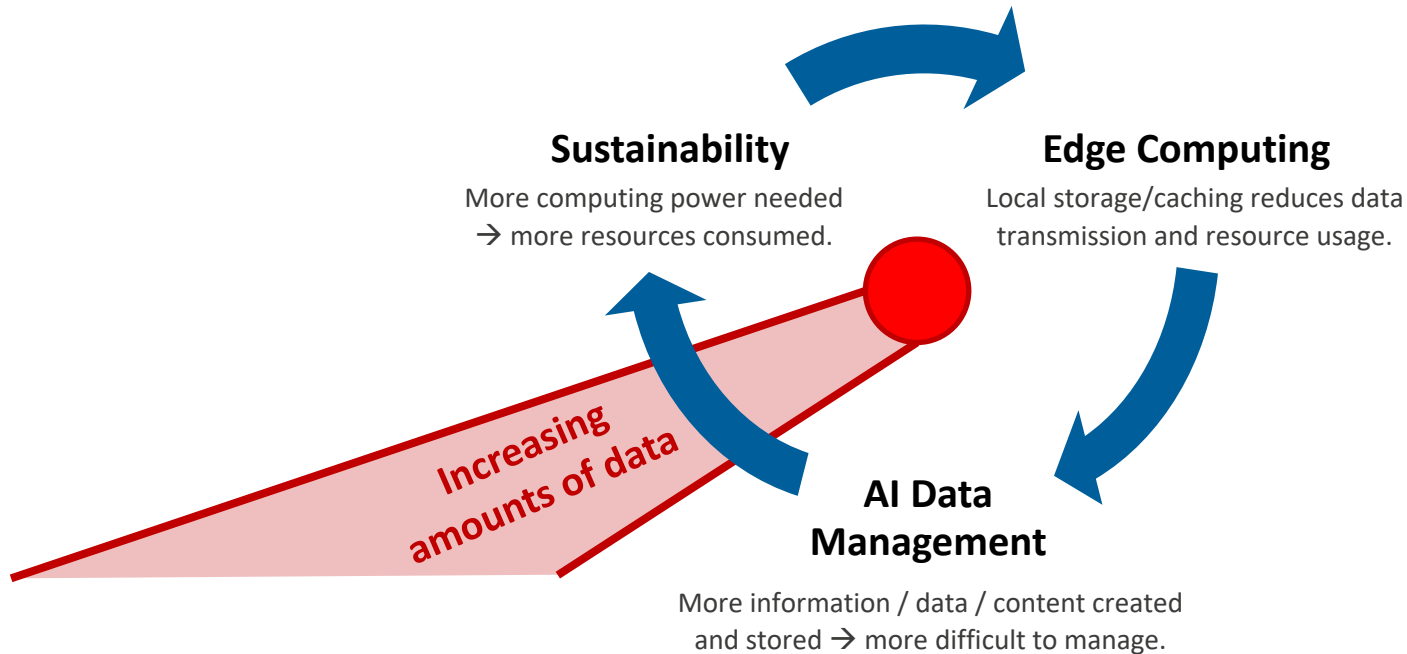 Sustainability
More computing power needed
→ more resources consumed.
Edge Computing
Local storage/caching reduces data
transmission and resource usage.
Increasing
amounts of data
AI Data
Management
More information / data / content created
and stored → more difficult to manage.